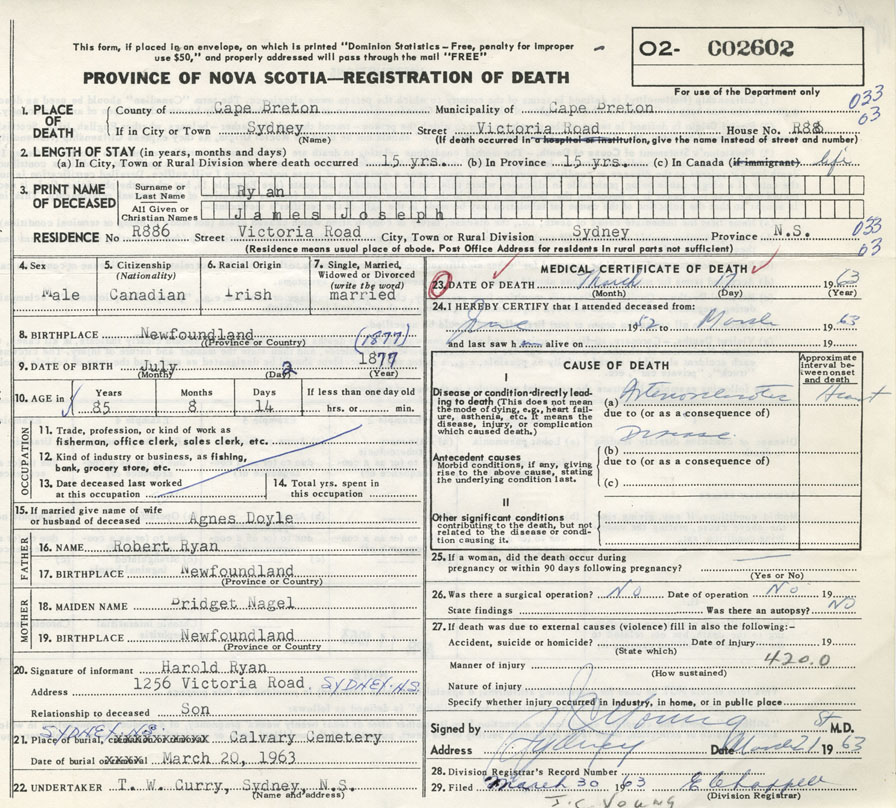 This form, if placed in an envelope, on which is printed "Dominion Statistics—Free, penalty for improper
use $50," and properly addressed will pass through the mail "FREE"
O2- C02602
PROVINCE OF NOVA SCOTIA—REGISTRATION OF DEATH
For use of the Department only
1. PLACE OF DEATH
County of Cape Breton Municipality of Cape Breton 033
If in City or Town Sydney Street Victoria Road House No. R886 03
(Name) (If death occurred in a hospital or institution, give the name instead of street and number)
2. LENGTH OF STAY (in years, months and days)
(a) In City, Town or Rural Division where death occurred 15 yrs. (b) In Province 15 yrs. (c) In Canada (if immigrant) life
3. PRINT NAME OF DECEASED
Surname or Last Name Ryan
All Given or Christian Names James Joseph
RESIDENCE No R886 Street Victoria Road City, Town or Rural Division Sydney Province N.S. 033
(Residence means usual place of abode. Post Office Address for residents in rural parts not sufficient) 03
4. Sex Male
5. Citizenship (Nationality) Canadian
6. Racial Origin Irish
7. Single, Married, Widowed or Divorced (write the word) married
8. BIRTHPLACE Newfoundland (1877)
(Province or Country)
9. DATE OF BIRTH July 2 1877
(Month) (Day) (Year)
10. AGE in Years 85 Months 8 Days 14 If less than one day old hrs. or min.
OCCUPATION
11. Trade, profession, or kind of work as fisherman, office clerk, sales clerk, etc.
12. Kind of industry or business, as fishing, bank, grocery store, etc.
13. Date deceased last worked at this occupation
14. Total yrs. spent in this occupation
15. If married give name of wife or husband of deceased Agnes Doyle
FATHER
16. NAME Robert Ryan
17. BIRTHPLACE Newfoundland
(Province or Country)
MOTHER
18. MAIDEN NAME Bridget Nagel
19. BIRTHPLACE Newfoundland
(Province or Country
20. Signature of informant Harold Ryan
Address 1256 Victoria Road, SYDNEY, N.S.
Relationship to deceased Son
SYDNEY N.S.
21. Place of burial, Calvary Cemetery
Date of burial March 20, 1963
22. UNDERTAKER T. W. Curry, Sydney, N.S.
(Name and address)
MEDICAL CERTIFICATE OF DEATH
23. DATE OF DEATH March 17 1963
(Month) (Day) (Year)
24. I HEREBY CERTIFY that I attended deceased from:
June 19 to March 1963
and last saw h alive on 19
CAUSE OF DEATH
Approximate interval between onset and death
I
Disease or condition directly leading to death (This does not mean the mode of dying, e.g., heart failure, asthenia, etc. It means the disease, injury, or complication which caused death.)
(a) Arteriosclerotic Heart
due to (or as a consequence of)
Disease
Antecedent causes
Morbid conditions, if any, giving rise to the above cause, stating the underlying condition last.
(b)
due to (or as a consequence of)
(c)
II
Other significant conditions
contributing to the death, but not related to the disease or condition causing it.
25. If a woman, did the death occur during
pregnancy or within 90 days following pregnancy?
(Yes or No)
26. Was there a surgical operation? No Date of operation No 19
State findings Was there an autopsy? NO
27. If death was due to external causes (violence) fill in also the following:-
Accident, suicide or homicide? Date of injury 19
(State which)
Manner of injury 420.0
(How sustained)
Nature of injury
Specify whether injury occurred in Industry, in home, or in public place
Signed by J C Young M.D.
Address Sydney Date March 21 1963
28. Division Registrar's Record Number
29. Filed March 30 1963 E Chappell
(Division Registrar)
J.C. YOUNG